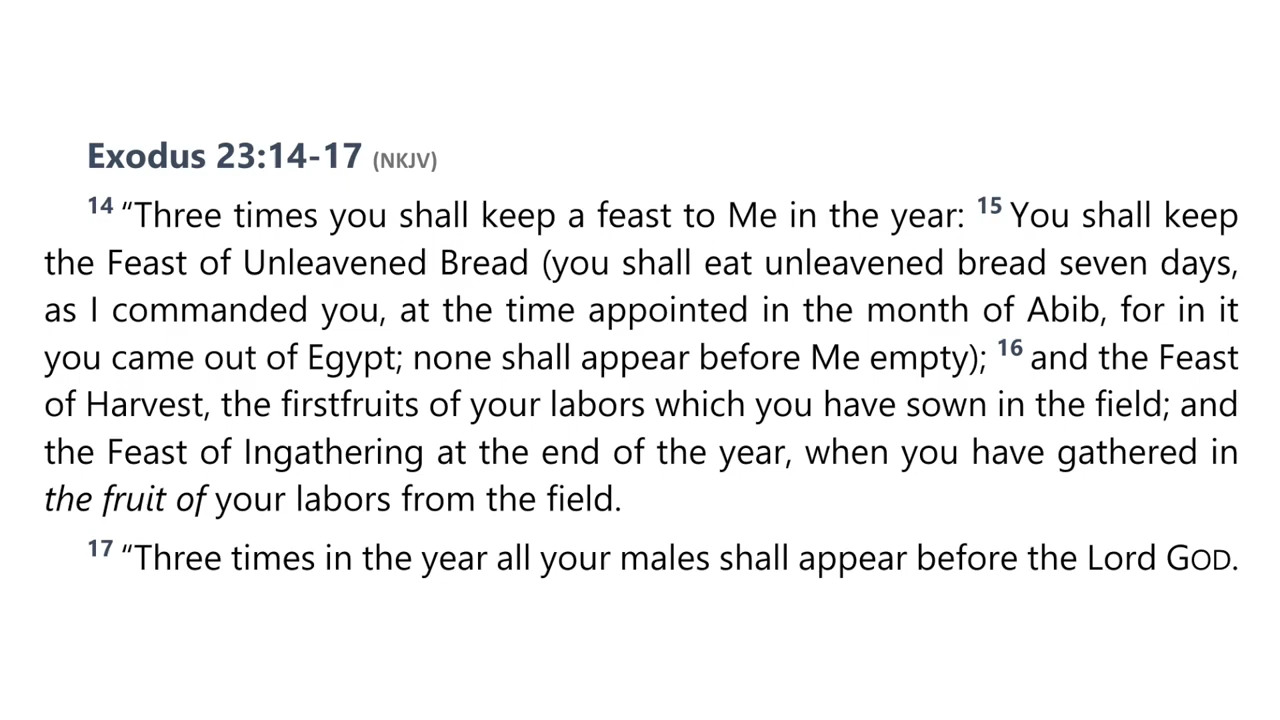 Exodus 23:14-17 (NKJV)
14 “Three times you shall keep a feast to Me in the year: 15 You shall keep
the Feast of Unleavened Bread (you shall eat unleavened bread seven days,
as I commanded you, at the time appointed in the month of Abib, for in it
you came out of Egypt; none shall appear before Me empty); 16 and the Feast
of Harvest, the firstfruits of your labors which you have sown in the field; and
the Feast of Ingathering at the end of the year, when you have gathered in
the fruit of your labors from the field.
17 “Three times in the year all your males shall appear before the Lord GOD.